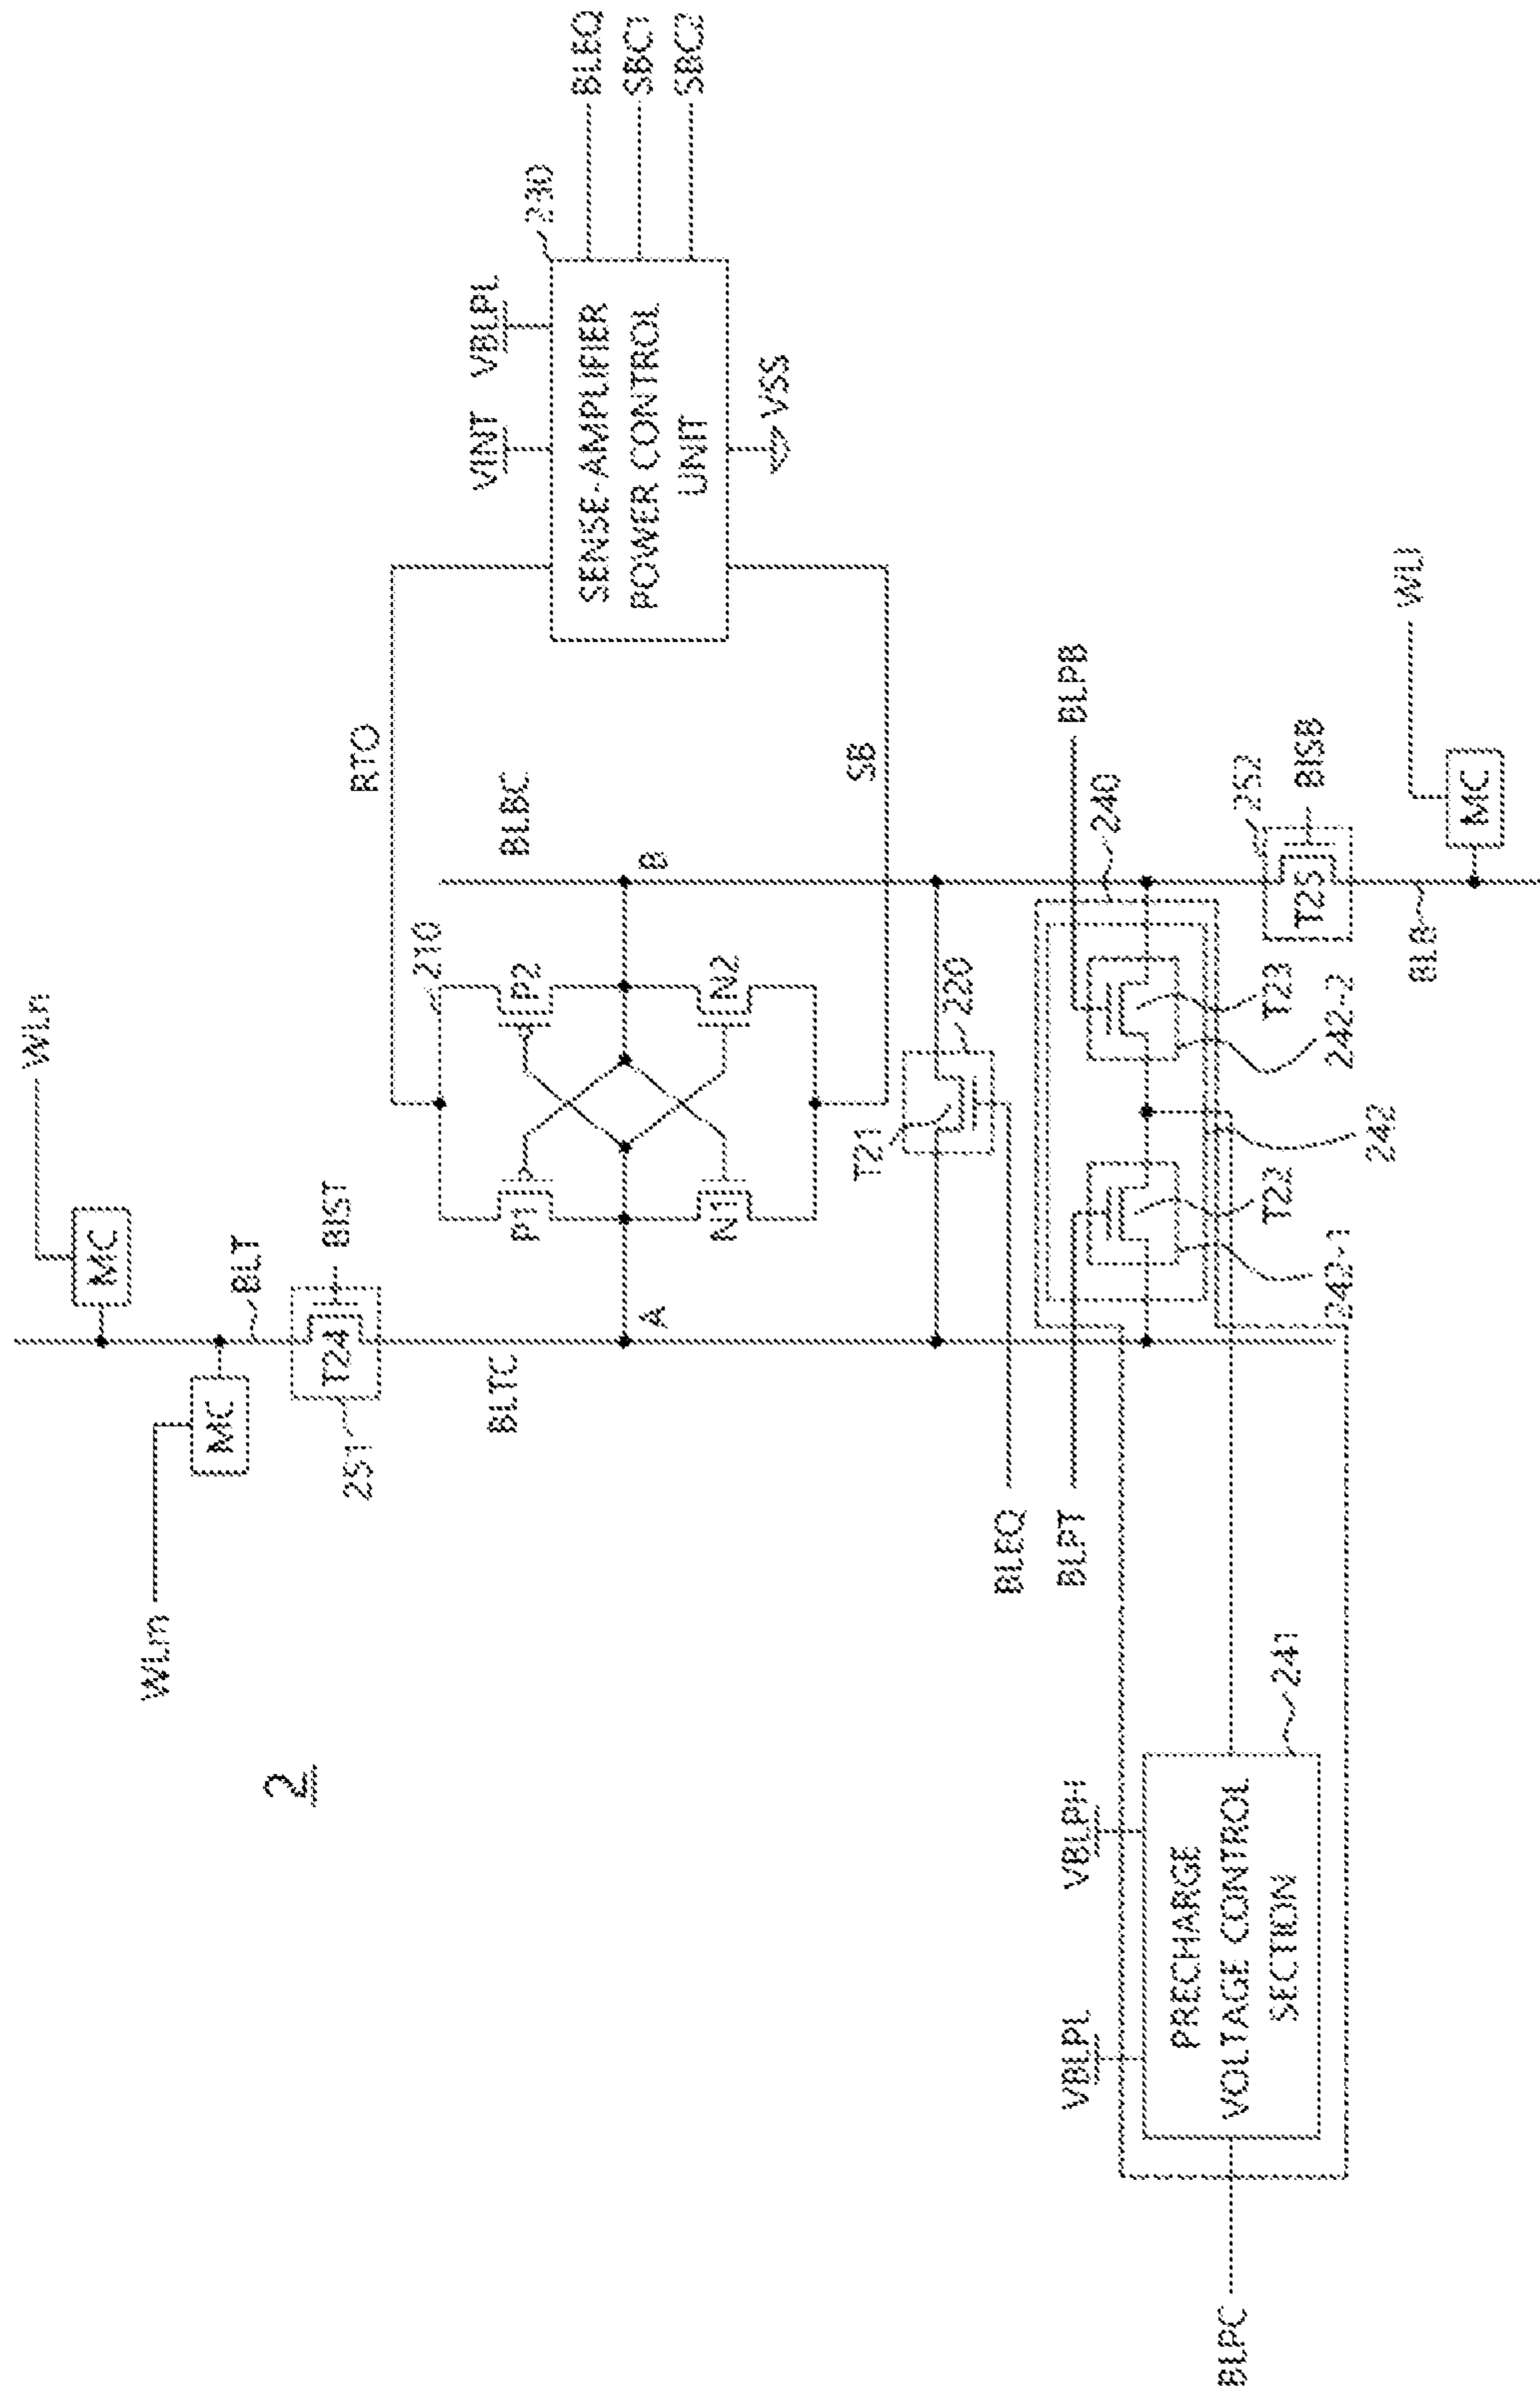 2
WLm
WLn
MC
MC
BLT
T24
BIST
251
BLTC
A
RTO
210
P1
P2
N1
N2
BLBC
B
SB
VINT
VBLPL
230
SENSE-AMPLIFIER
POWER CONTROL
UNIT
VSS
BLEQ
SBC1
SBC2
T21
220
BLEQ
BLPT
BLPB
240
T22
T23
242-1
242-2
242
VBLPL
VBLPH
PRECHARGE
VOLTAGE CONTROL
SECTION
241
BLPC
252
T25
BISB
BLB
MC